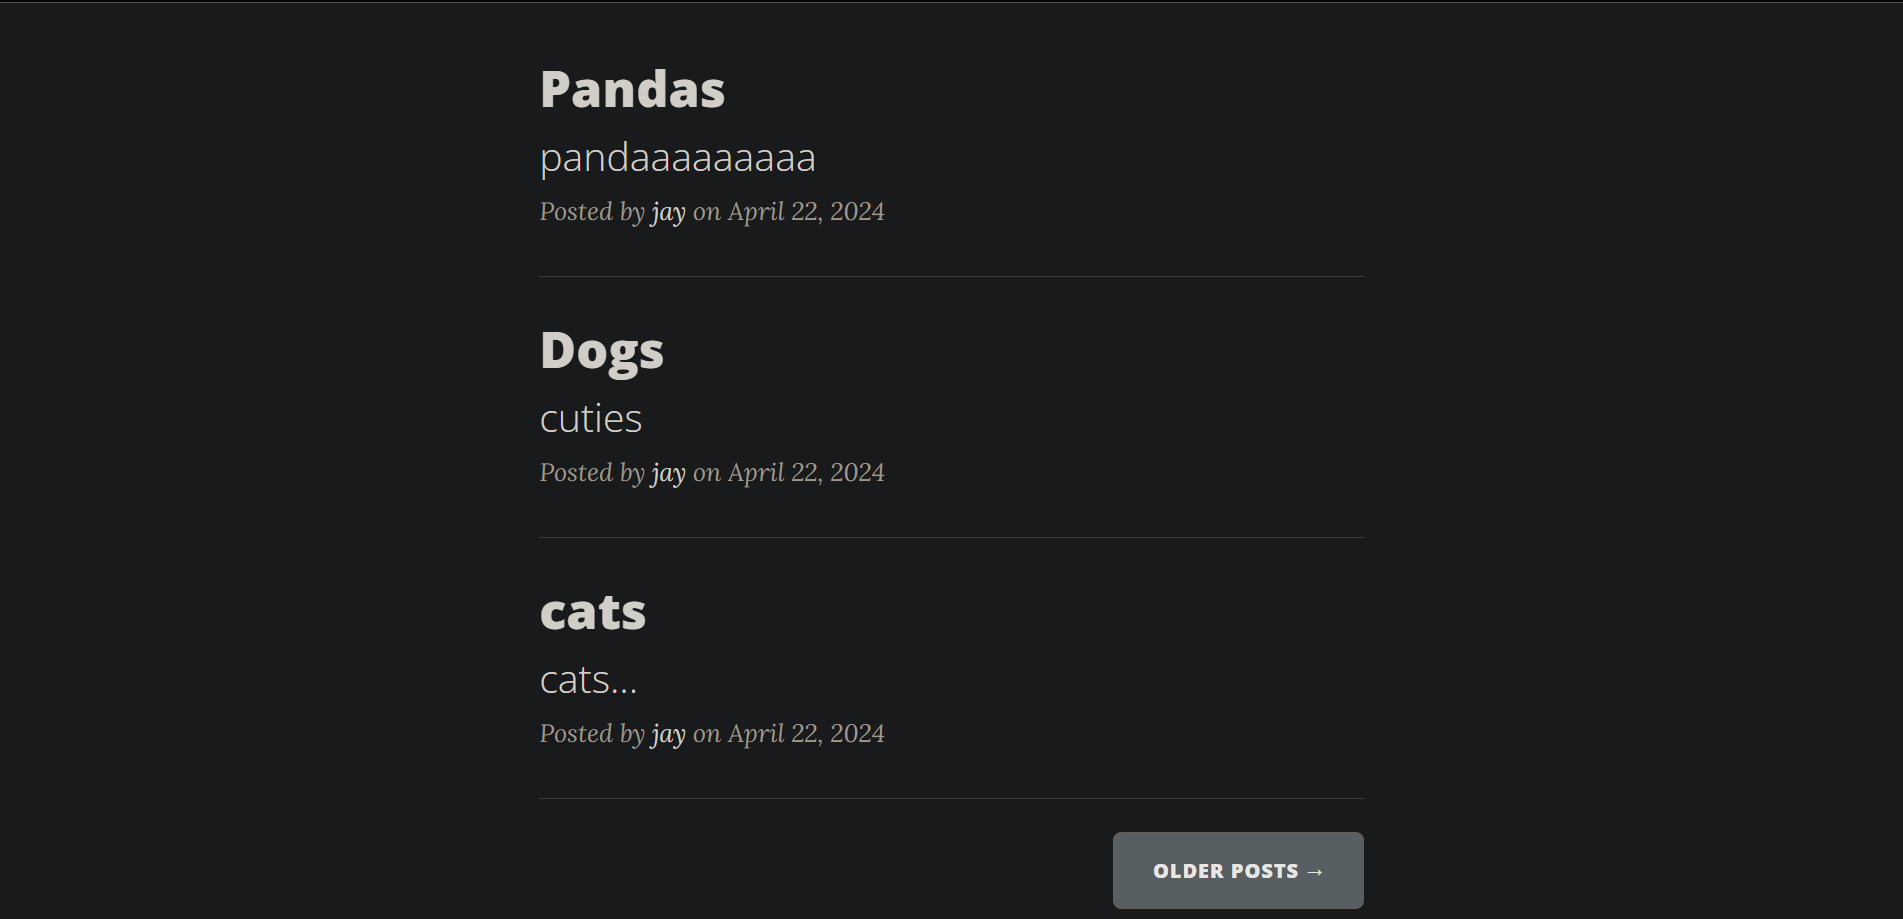 Pandas
pandaaaaaaaaa
Posted by jay on April 22, 2024
Dogs
cuties
Posted by jay on April 22, 2024
cats
cats...
Posted by jay on April 22, 2024
OLDER POSTS →